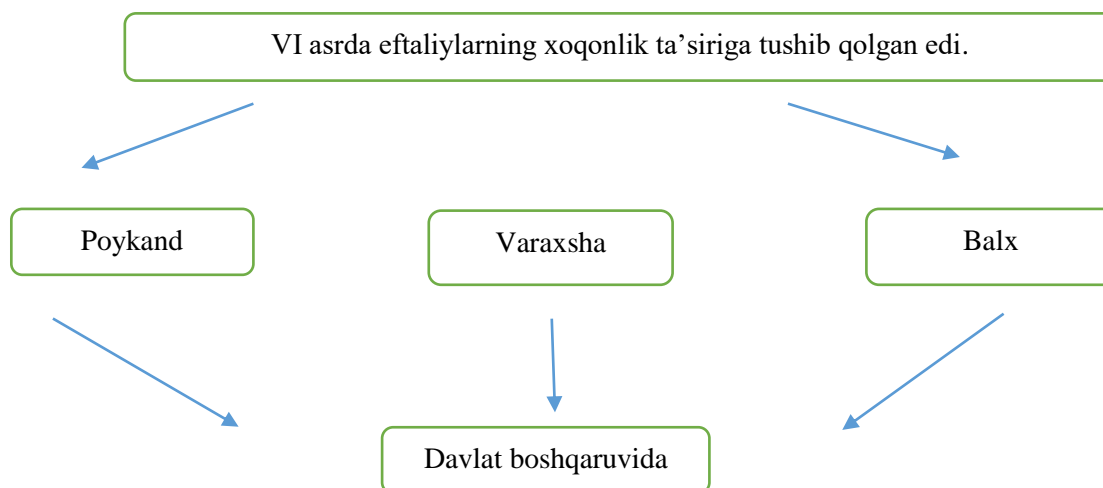 VI asrda eftaliylarning xoqonlik ta’siriga tushib qolgan edi.
Poykand
Varaxsha
Balx
Davlat boshqaruvida